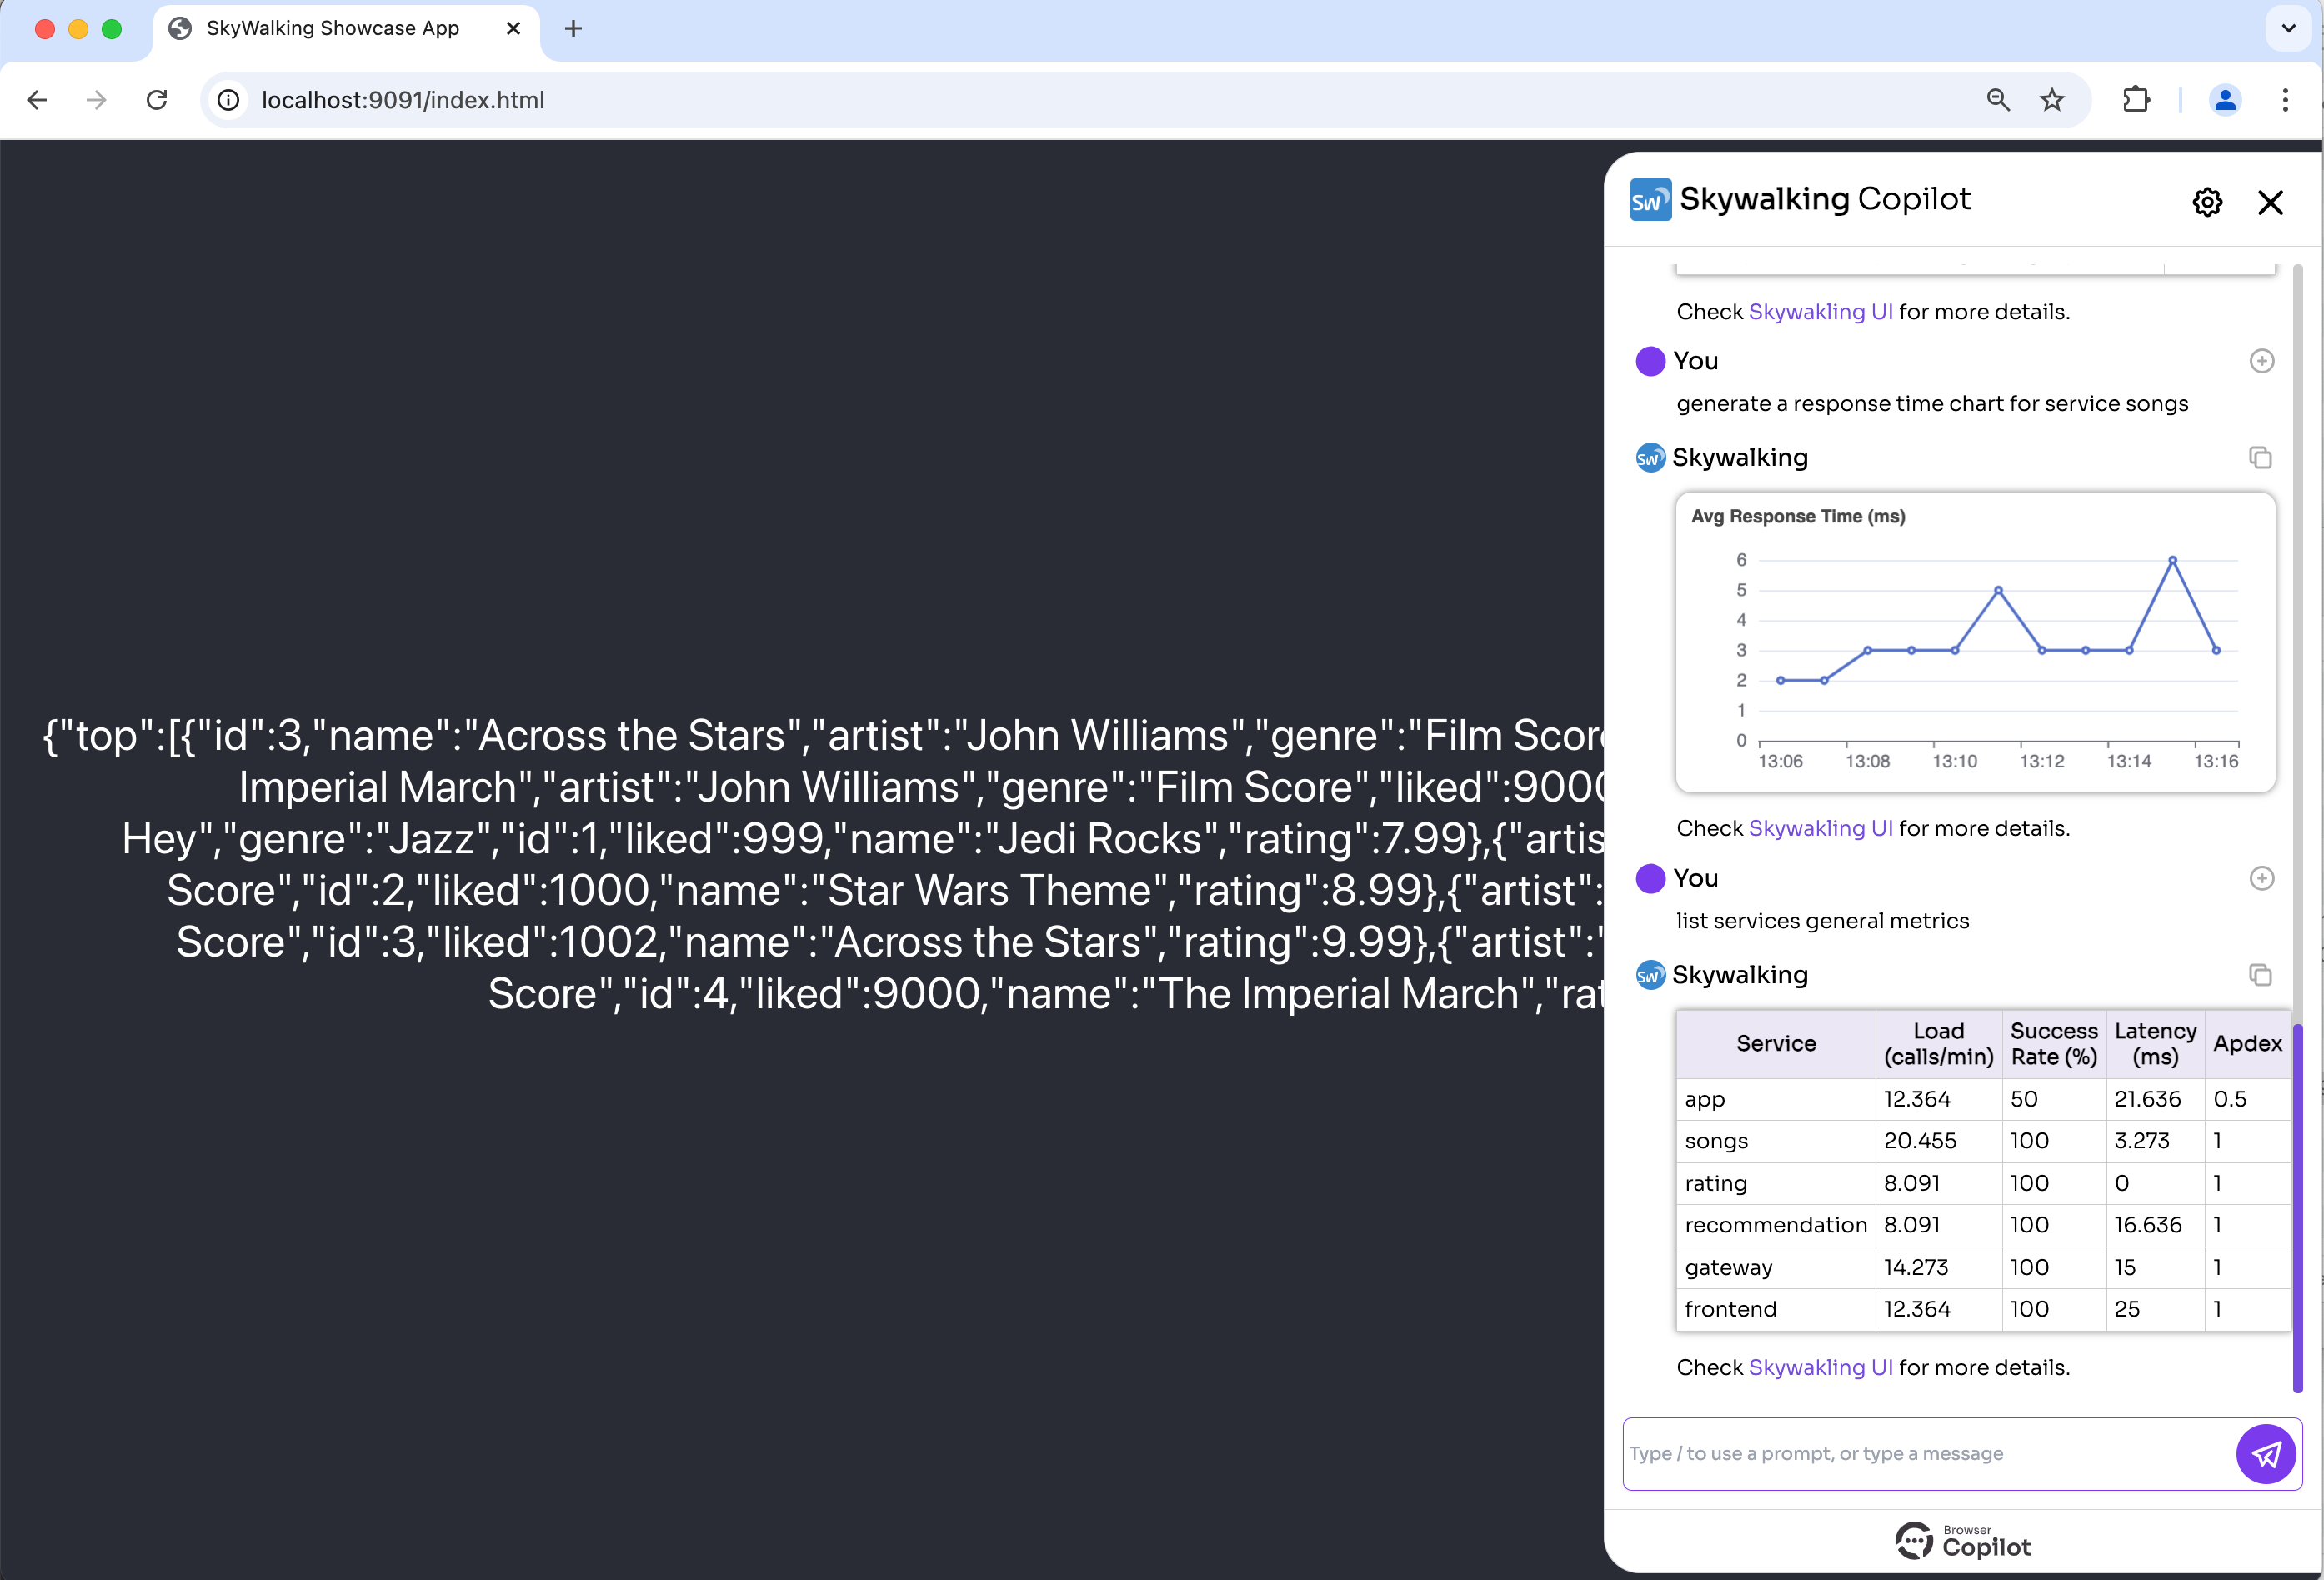 SkyWalking Showcase App
localhost:9091/index.html
{"top":[{"id":3,"name":"Across the Stars","artist":"John Williams","genre":"Film Score
Imperial March","artist":"John Williams","genre":"Film Score","liked":9000
Hey","genre":"Jazz","id":1,"liked":999,"name":"Jedi Rocks","rating":7.99},{"artis
Score","id":2,"liked":1000,"name":"Star Wars Theme","rating":8.99},{"artist":
Score","id":3,"liked":1002,"name":"Across the Stars","rating":9.99},{"artist":"
Score","id":4,"liked":9000,"name":"The Imperial March","rat
SW Skywalking Copilot
Check Skywakling UI for more details.
You
generate a response time chart for service songs
SW Skywalking
Avg Response Time (ms)
6
5
4
3
2
1
0
13:06 13:08 13:10 13:12 13:14 13:16
Check Skywakling UI for more details.
You
list services general metrics
SW Skywalking
Service Load (calls/min) Success Rate (%) Latency (ms) Apdex
app 12.364 50 21.636 0.5
songs 20.455 100 3.273 1
rating 8.091 100 0 1
recommendation 8.091 100 16.636 1
gateway 14.273 100 15 1
frontend 12.364 100 25 1
Check Skywakling UI for more details.
Type / to use a prompt, or type a message
Browser
Copilot